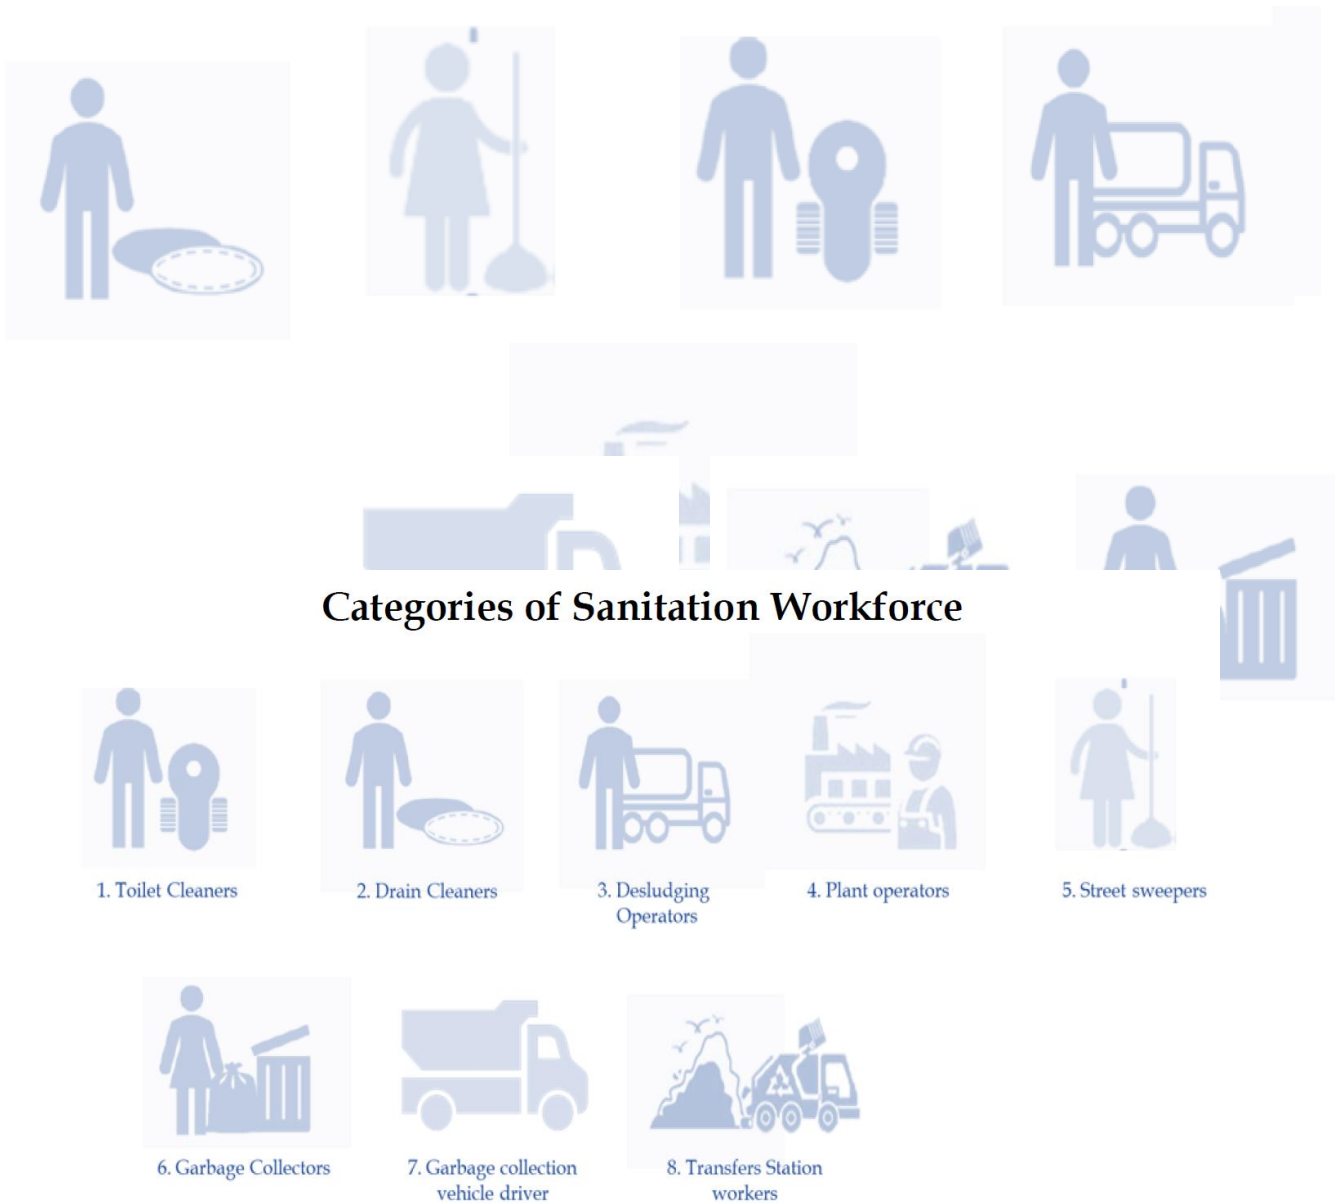 Categories of Sanitation Workforce
1. Toilet Cleaners
2. Drain Cleaners
3. Desludging
Operators
4. Plant operators
5. Street sweepers
6. Garbage Collectors
7. Garbage collection
vehicle driver
8. Transfers Station
workers